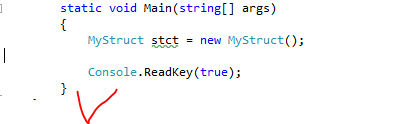 static void Main(string[] args)
{
MyStruct stct = new MyStruct();
Console.ReadKey(true);
}